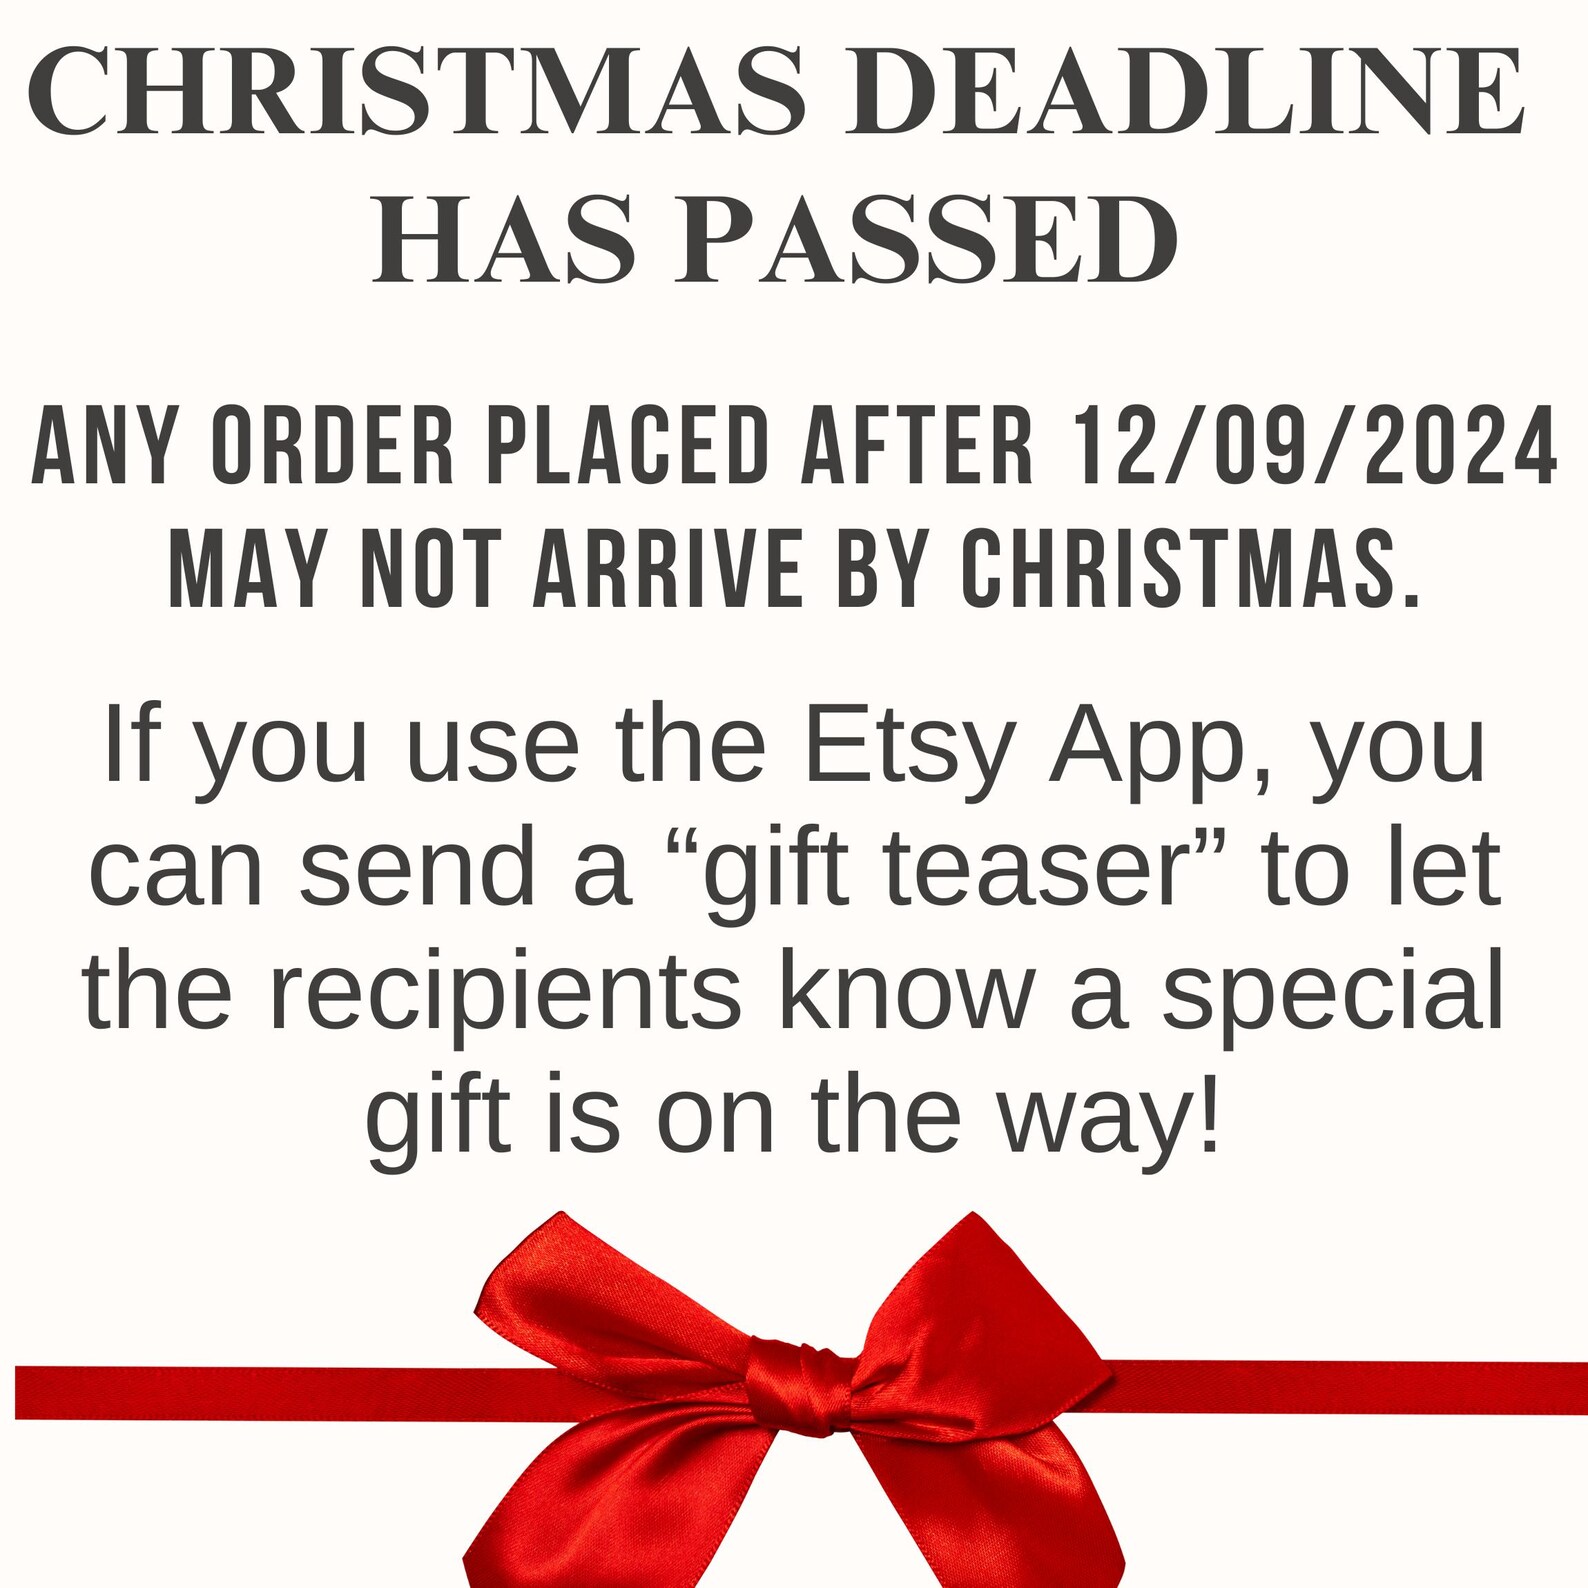 CHRISTMAS DEADLINE
HAS PASSED
ANY ORDER PLACED AFTER 12/09/2024
MAY NOT ARRIVE BY CHRISTMAS.
If you use the Etsy App, you
can send a “gift teaser” to let
the recipients know a special
gift is on the way!